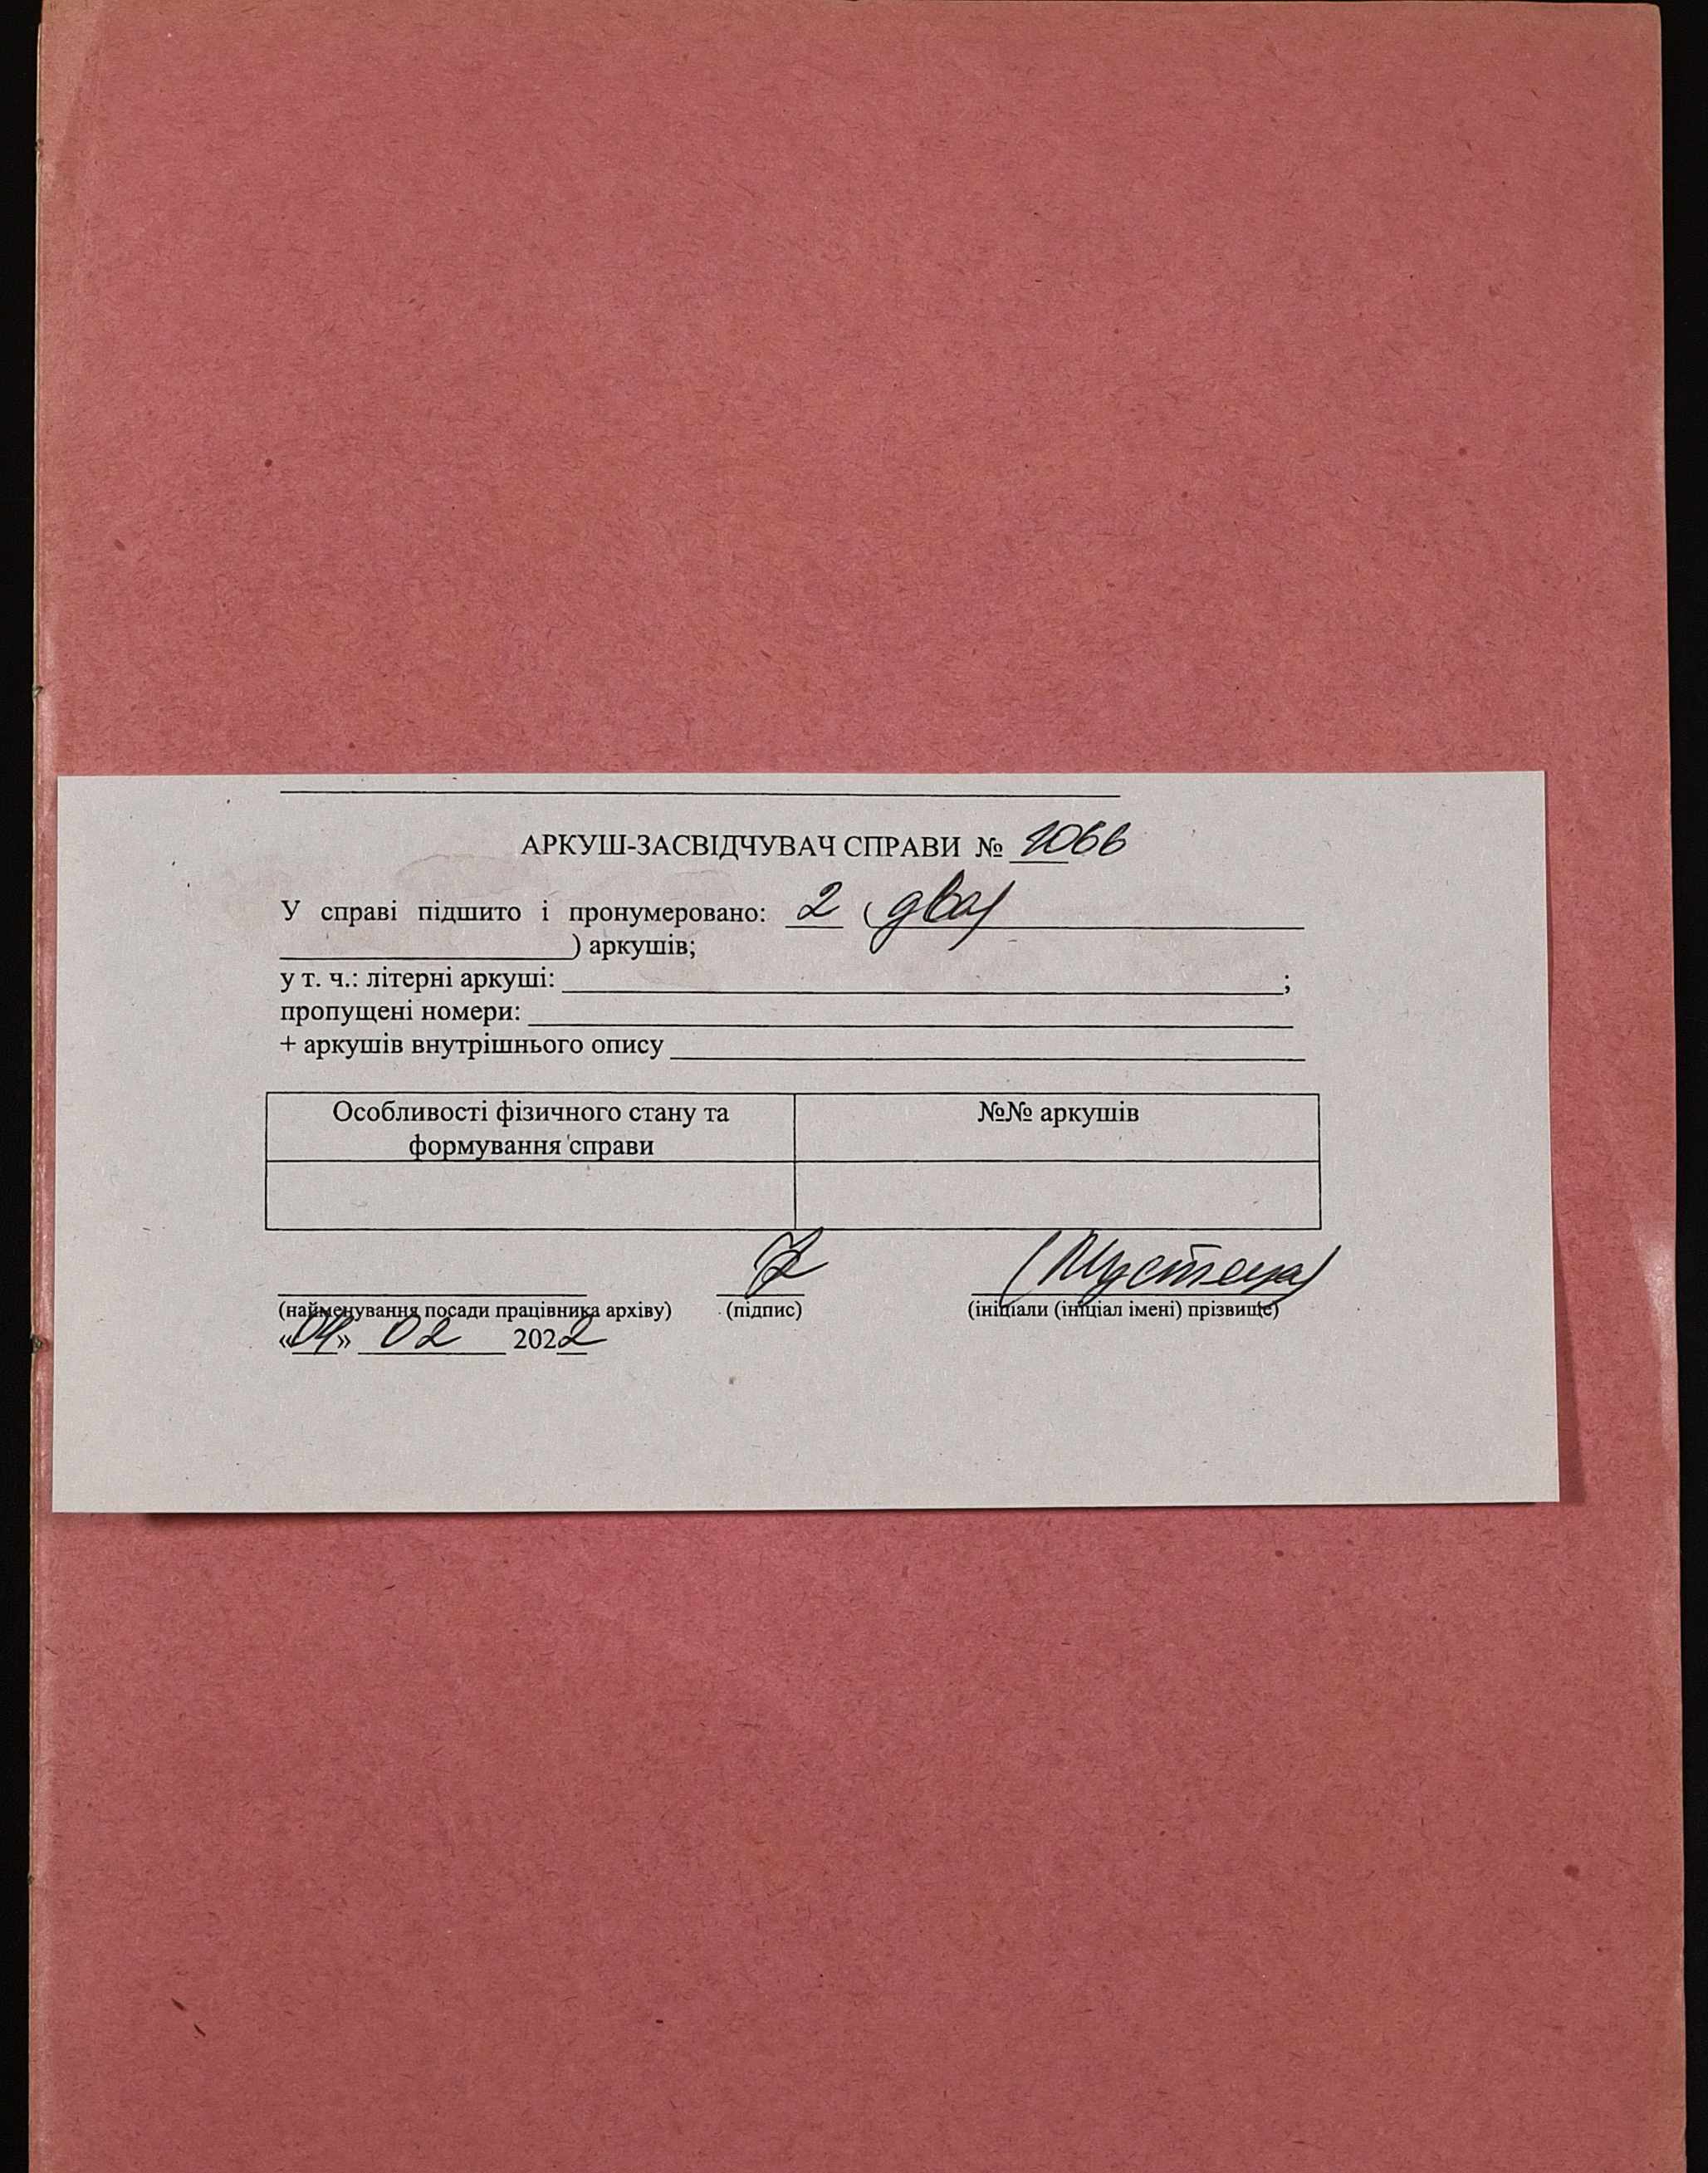 АРКУШ-ЗАСВІДЧУВАЧ СПРАВИ № 1066
У справі підшито і пронумеровано: 2 (два)
) аркушів;
у т. ч.: літерні аркуші: ;
пропущені номери:
+ аркушів внутрішнього опису
Особливості фізичного стану та формування справи
№№ аркушів
(найменування посади працівника архіву) (підпис) (ініціали (ініціал імені) прізвище)
«04» 02 2022